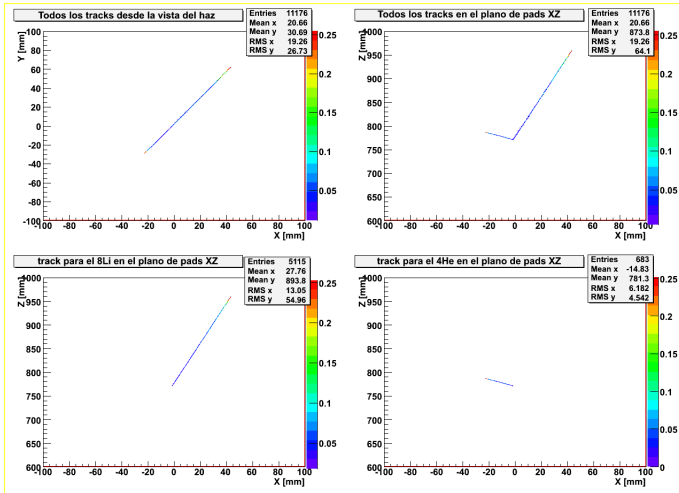 Todos los tracks desde la vista del haz
Entries 11176
Mean x 20.66
Mean y 30.69
RMS x 19.26
RMS y 26.73
Y [mm]
100
80
60
40
20
0
-20
-40
-60
-80
-100
-100 -80 -60 -40 -20 0 20 40 60 80 100
X [mm]
0.25
0.2
0.15
0.1
0.05
Todos los tracks en el plano de pads XZ
Entries 11176
Mean x 20.66
Mean y 873.8
RMS x 19.26
RMS y 64.1
Z [mm]
1000
950
900
850
800
750
700
650
600
-100 -80 -60 -40 -20 0 20 40 60 80 100
X [mm]
0.25
0.2
0.15
0.1
0.05
track para el 8Li en el plano de pads XZ
Entries 5115
Mean x 27.76
Mean y 893.8
RMS x 13.05
RMS y 54.96
Z [mm]
1000
950
900
850
800
750
700
650
600
-100 -80 -60 -40 -20 0 20 40 60 80 100
X [mm]
0.25
0.2
0.15
0.1
0.05
track para el 4He en el plano de pads XZ
Entries 683
Mean x -14.83
Mean y 781.3
RMS x 6.182
RMS y 4.542
Z [mm]
1000
950
900
850
800
750
700
650
600
-100 -80 -60 -40 -20 0 20 40 60 80 100
X [mm]
0.25
0.2
0.15
0.1
0.05
0